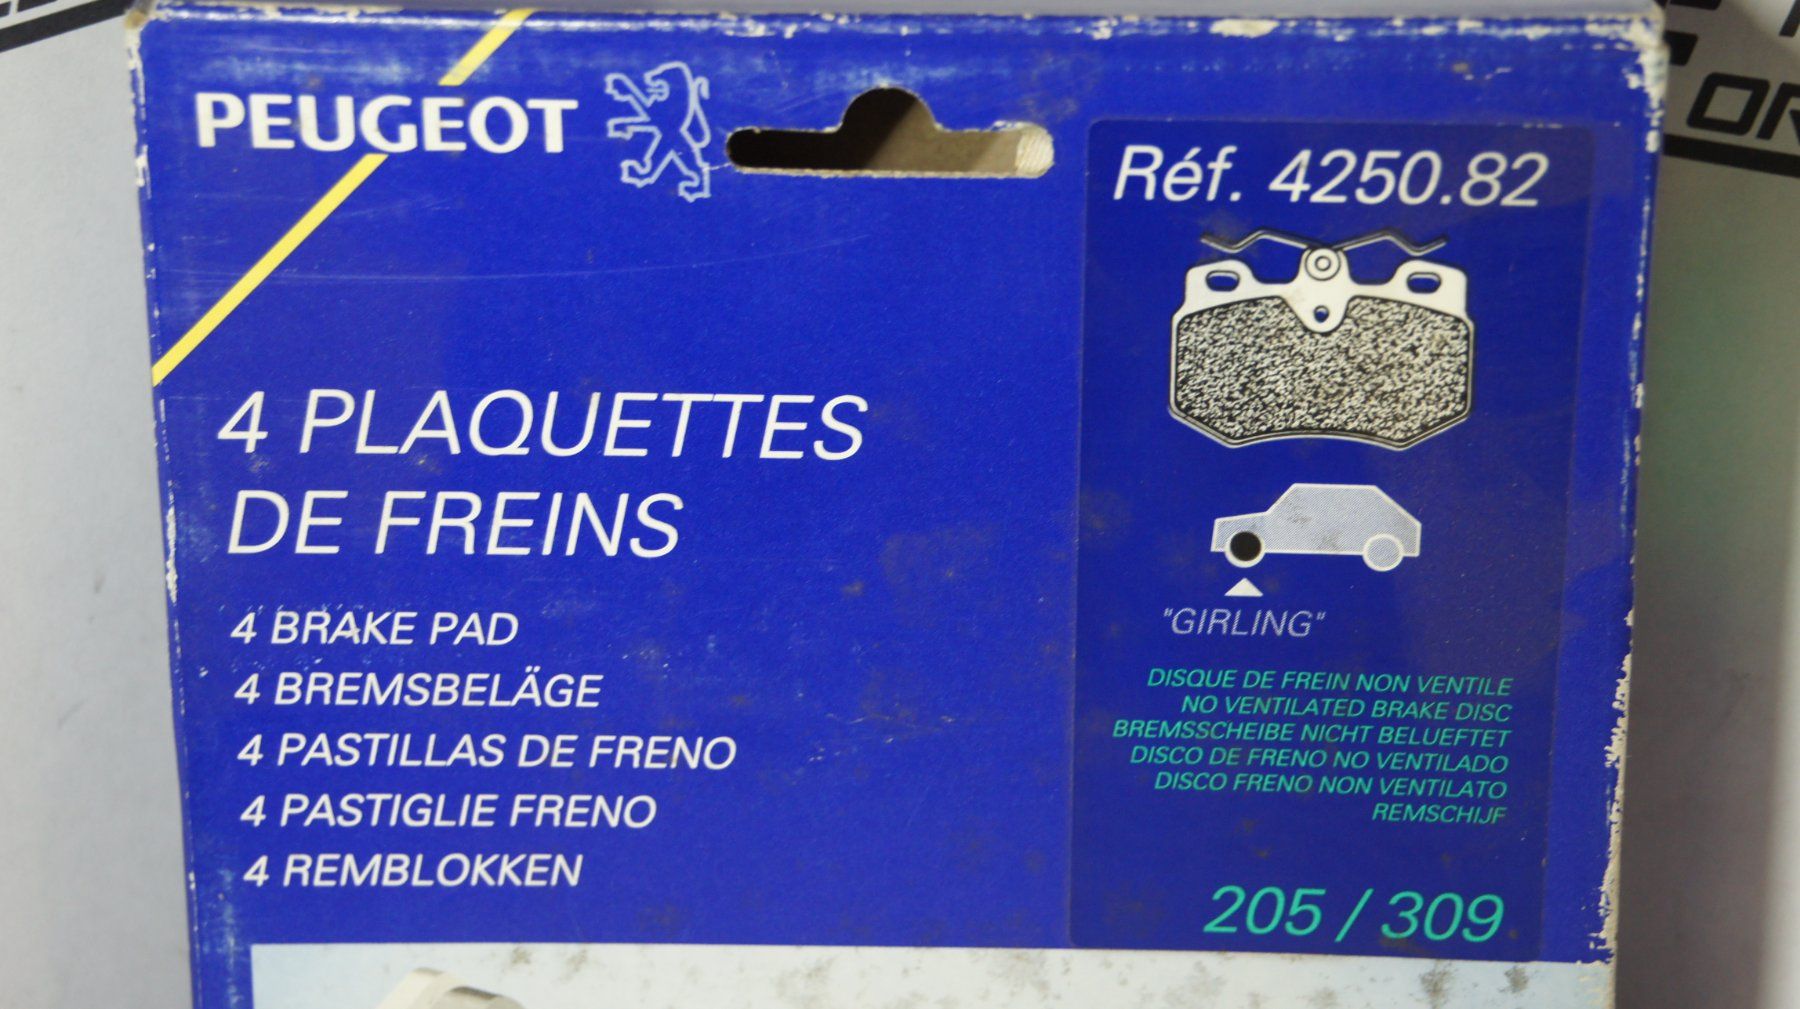 PEUGEOT
Réf. 4250.82
4 PLAQUETTES
DE FREINS
4 BRAKE PAD
4 BREMSBELÄGE
4 PASTILLAS DE FRENO
4 PASTIGLIE FRENO
4 REMBLOKKEN
"GIRLING"
DISQUE DE FREIN NON VENTILE
NO VENTILATED BRAKE DISC
BREMSSCHEIBE NICHT BELUEFTET
DISCO DE FRENO NO VENTILADO
DISCO FRENO NON VENTILATO
REMSCHIJF
205 / 309